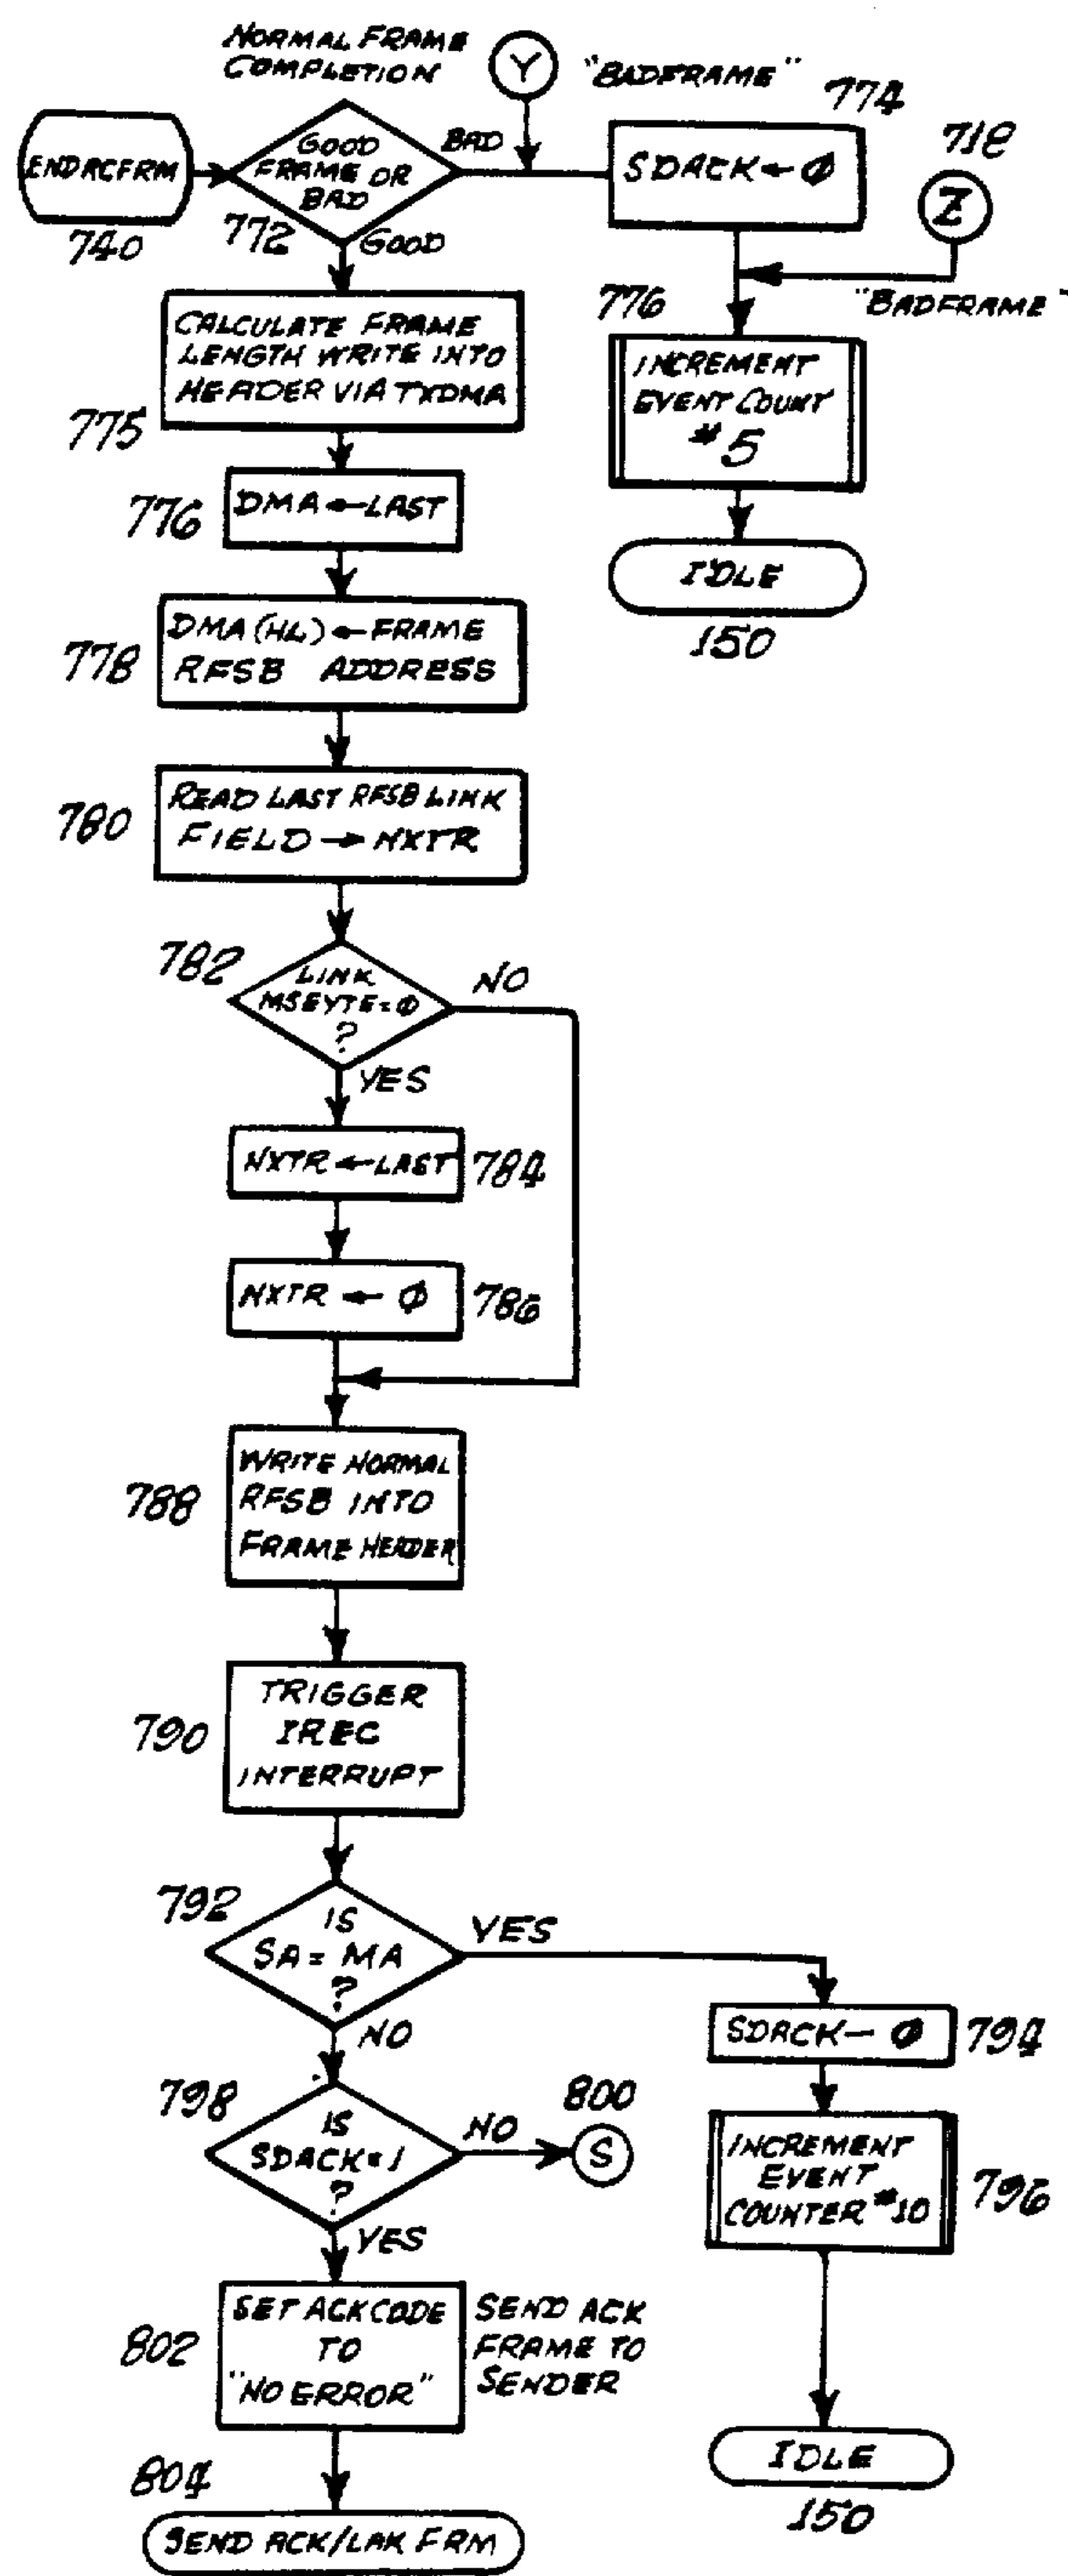 NORMAL FRAME
COMPLETION
Y
"BADFRAME"
774
ENDRCFRM
740
GOOD
FRAME OR
BAD
772
BAD
GOOD
SDACK ← Ø
718
Z
"BADFRAME"
776
INCREMENT
EVENT COUNT
#5
IDLE
150
CALCULATE FRAME
LENGTH WRITE INTO
HEADER VIA TXDMA
775
776
DMA ← LAST
DMA(HL) ← FRAME
RFSB ADDRESS
778
READ LAST RFSB LINK
FIELD → NXTR
780
782
LINK
MSEYTE = Ø
?
NO
YES
NXTR ← LAST
784
NXTR ← Ø
786
WRITE NORMAL
RFSB INTO
FRAME HEADER
788
TRIGGER
IREC
INTERRUPT
790
792
IS
SA = MA
?
YES
NO
SDACK — Ø
794
INCREMENT
EVENT
COUNTER #10
796
IDLE
150
798
IS
SDACK = 1
?
NO
800
S
YES
SET ACK CODE
TO
"NO ERROR"
802
SEND ACK
FRAME TO
SENDER
804
SEND ACK/LAK FRM